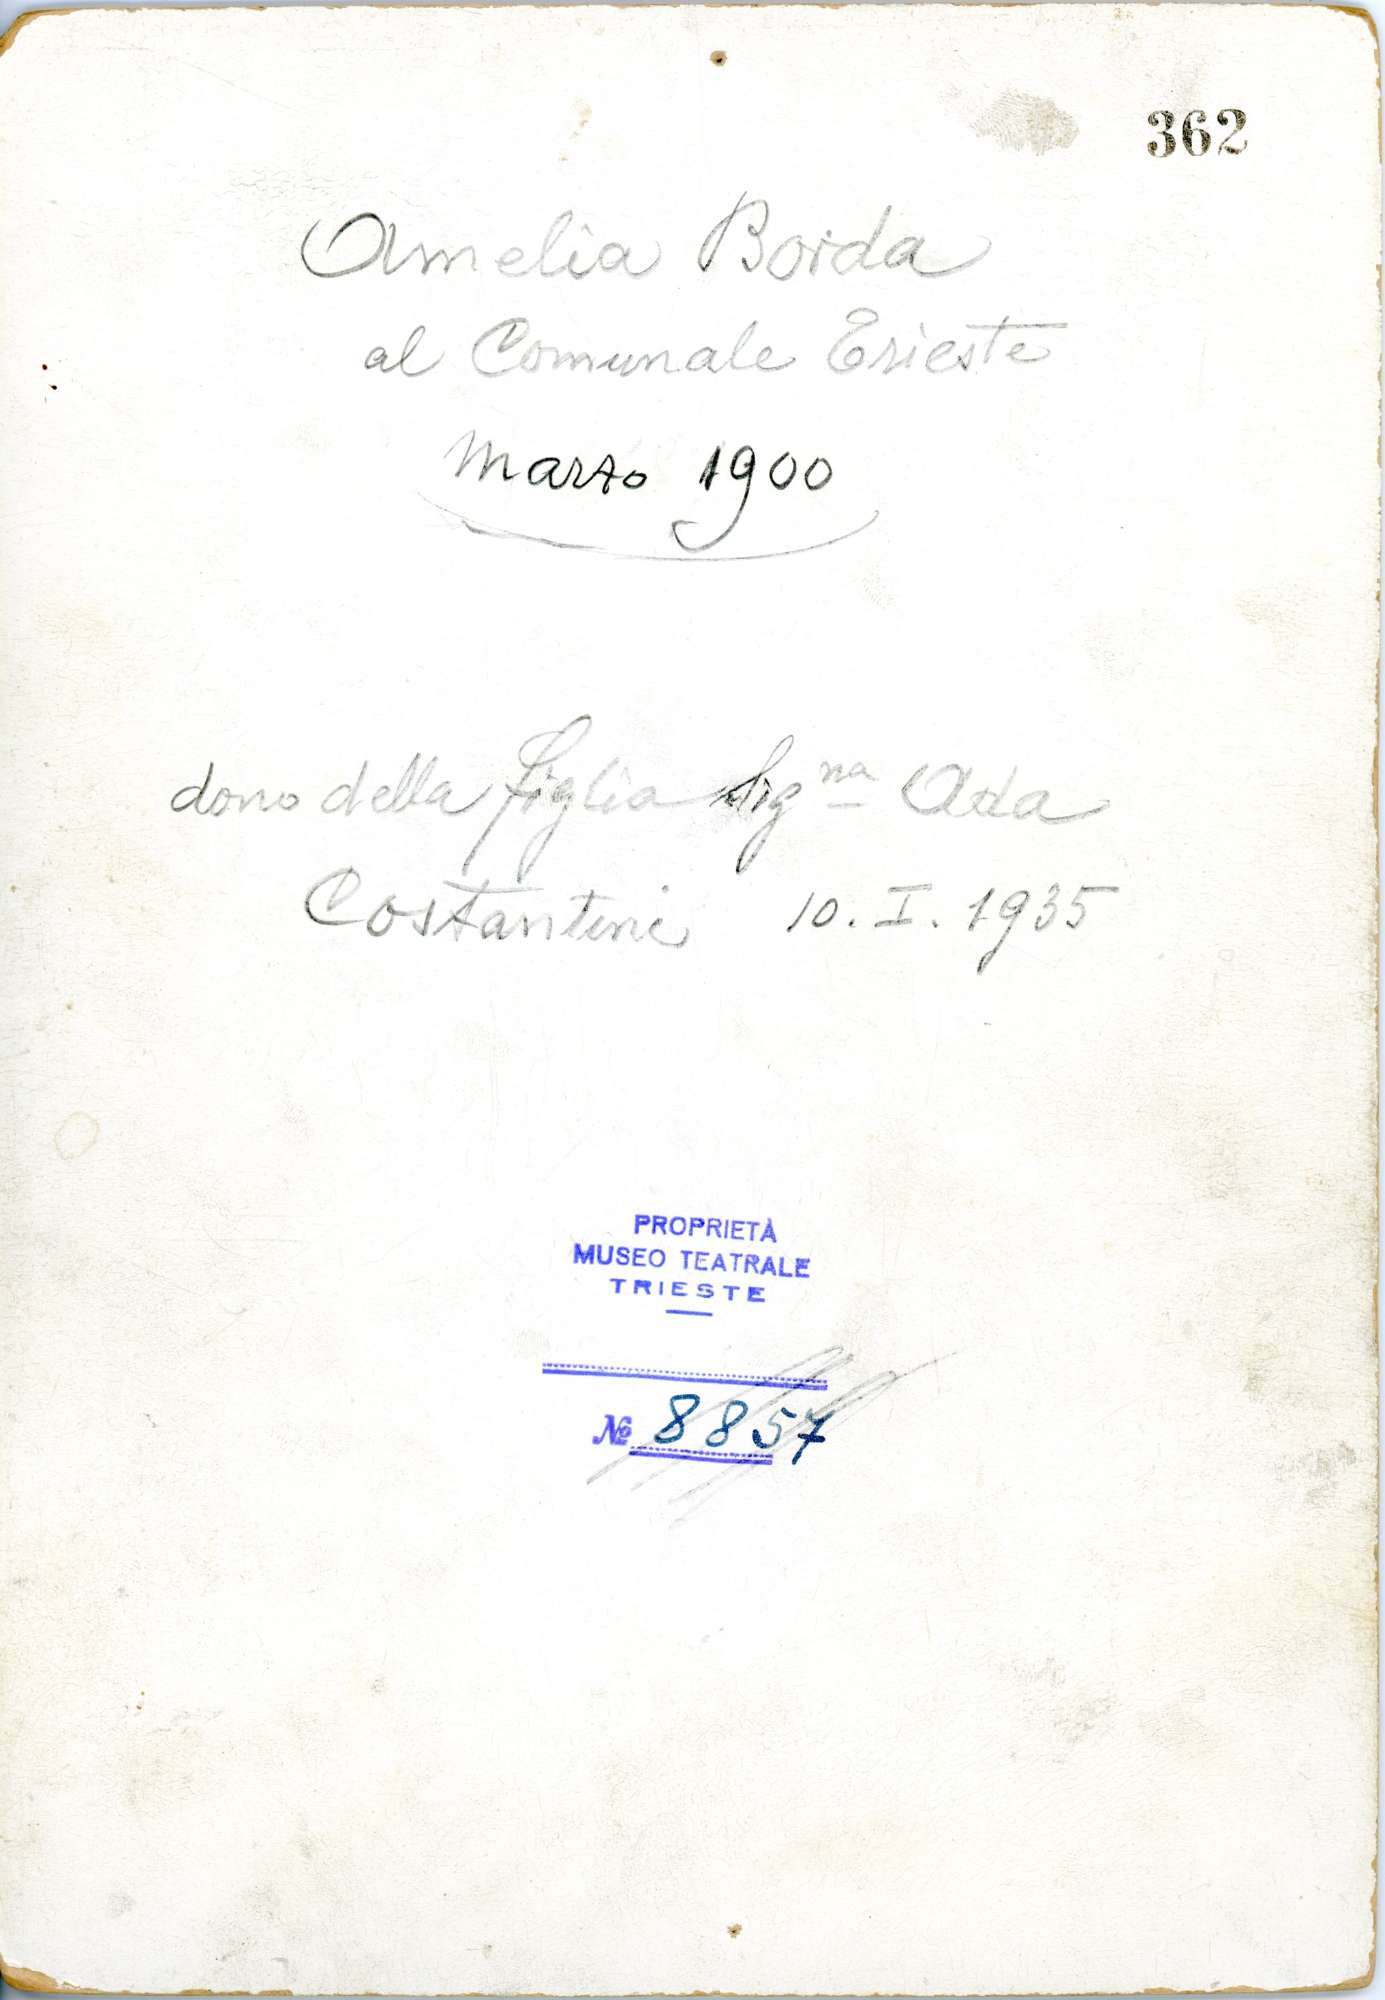 362
Amelia Borda
al Comunale Trieste
Marzo 1900
dono della figlia Sig.na Ada
Costantini 10. I. 1935
PROPRIETÀ
MUSEO TEATRALE
TRIESTE
№ 8857